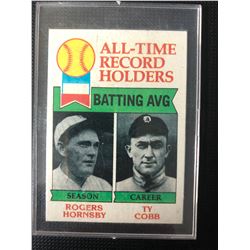 ALL-TIME
RECORD
HOLDERS
BATTING AVG
SEASON
ROGERS
HORNSBY
CAREER
TY
COBB